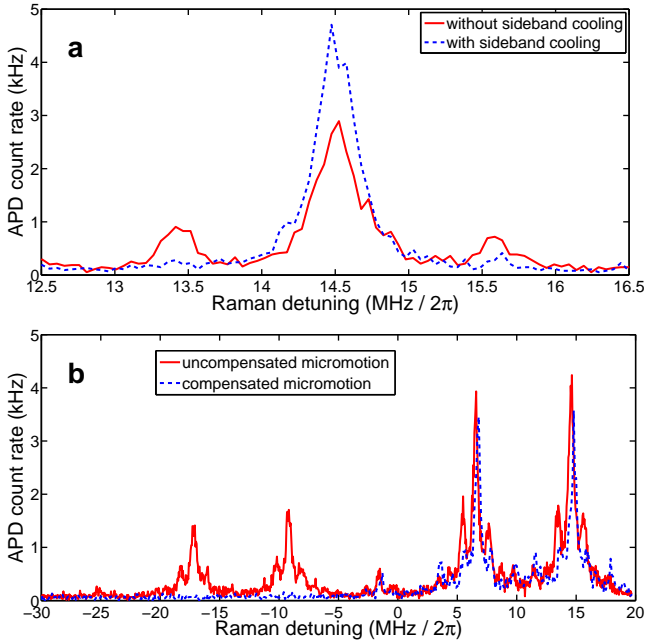 a
without sideband cooling
with sideband cooling
APD count rate (kHz)
5
4
3
2
1
0
12.5 13 13.5 14 14.5 15 15.5 16 16.5
Raman detuning (MHz / 2π)
b
uncompensated micromotion
compensated micromotion
APD count rate (kHz)
5
4
3
2
1
0
−30 −25 −20 −15 −10 −5 0 5 10 15 20
Raman detuning (MHz / 2π)